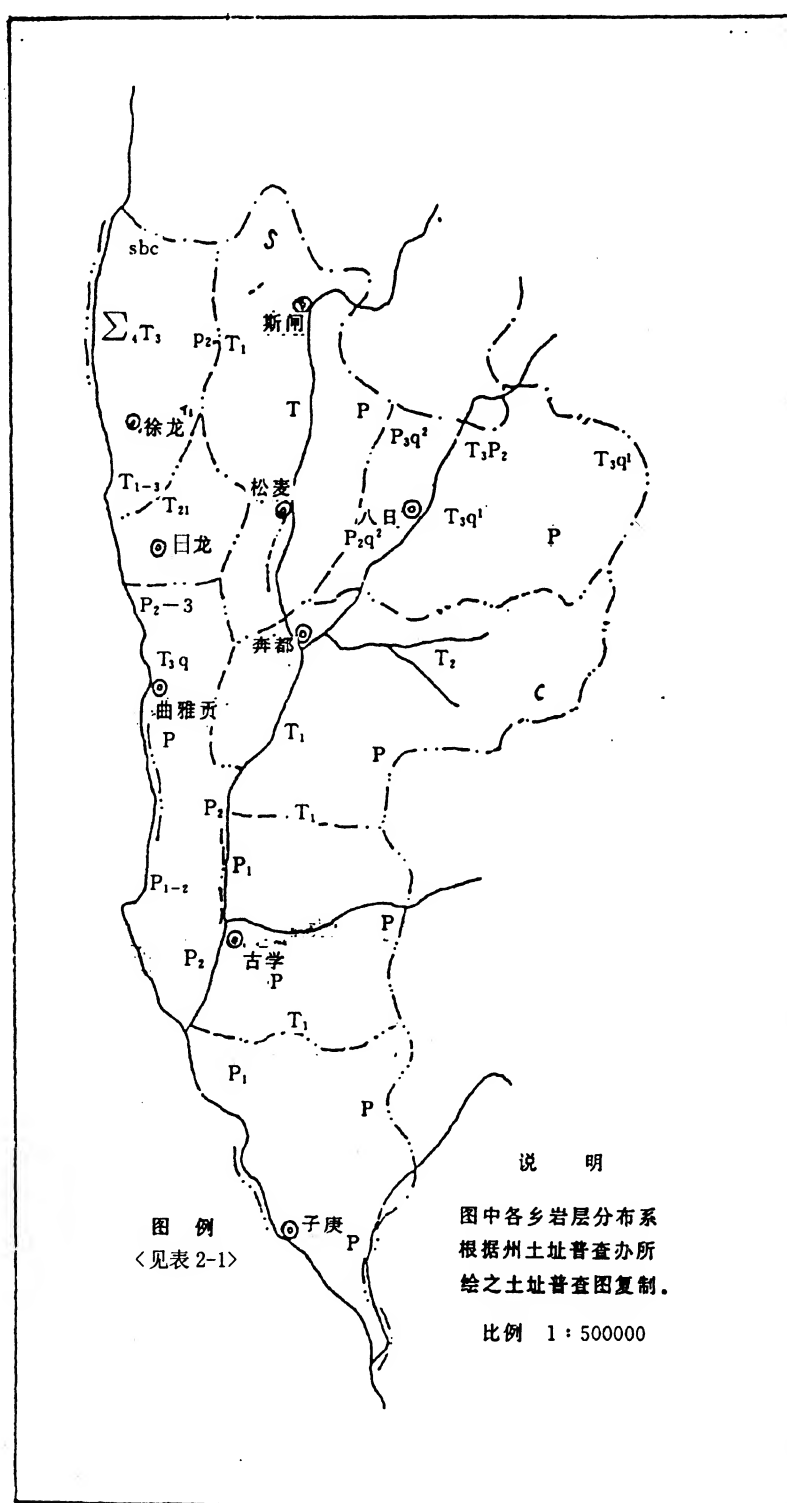 sbc
S
斯闸
∑₄T₃
P₂
T₁
T
P
P₃q²
T₃P₂
T₃q¹
徐龙
T₁
T₁₋₃
T₂₁
松麦
八日
T₃q¹
P
P₂q²
日龙
P₂-3
奔都
T₂
T₃q
曲雅贡
C
P
T₁
P
P₂
T₁
P₁
P₁₋₂
P
P₂
古学
P
T₁
P₁
P
说 明
图中各乡岩层分布系
根据州土址普查办所
绘之土址普查图复制.
比例 1:500000
图 例
<见表 2-1>
子庚
P